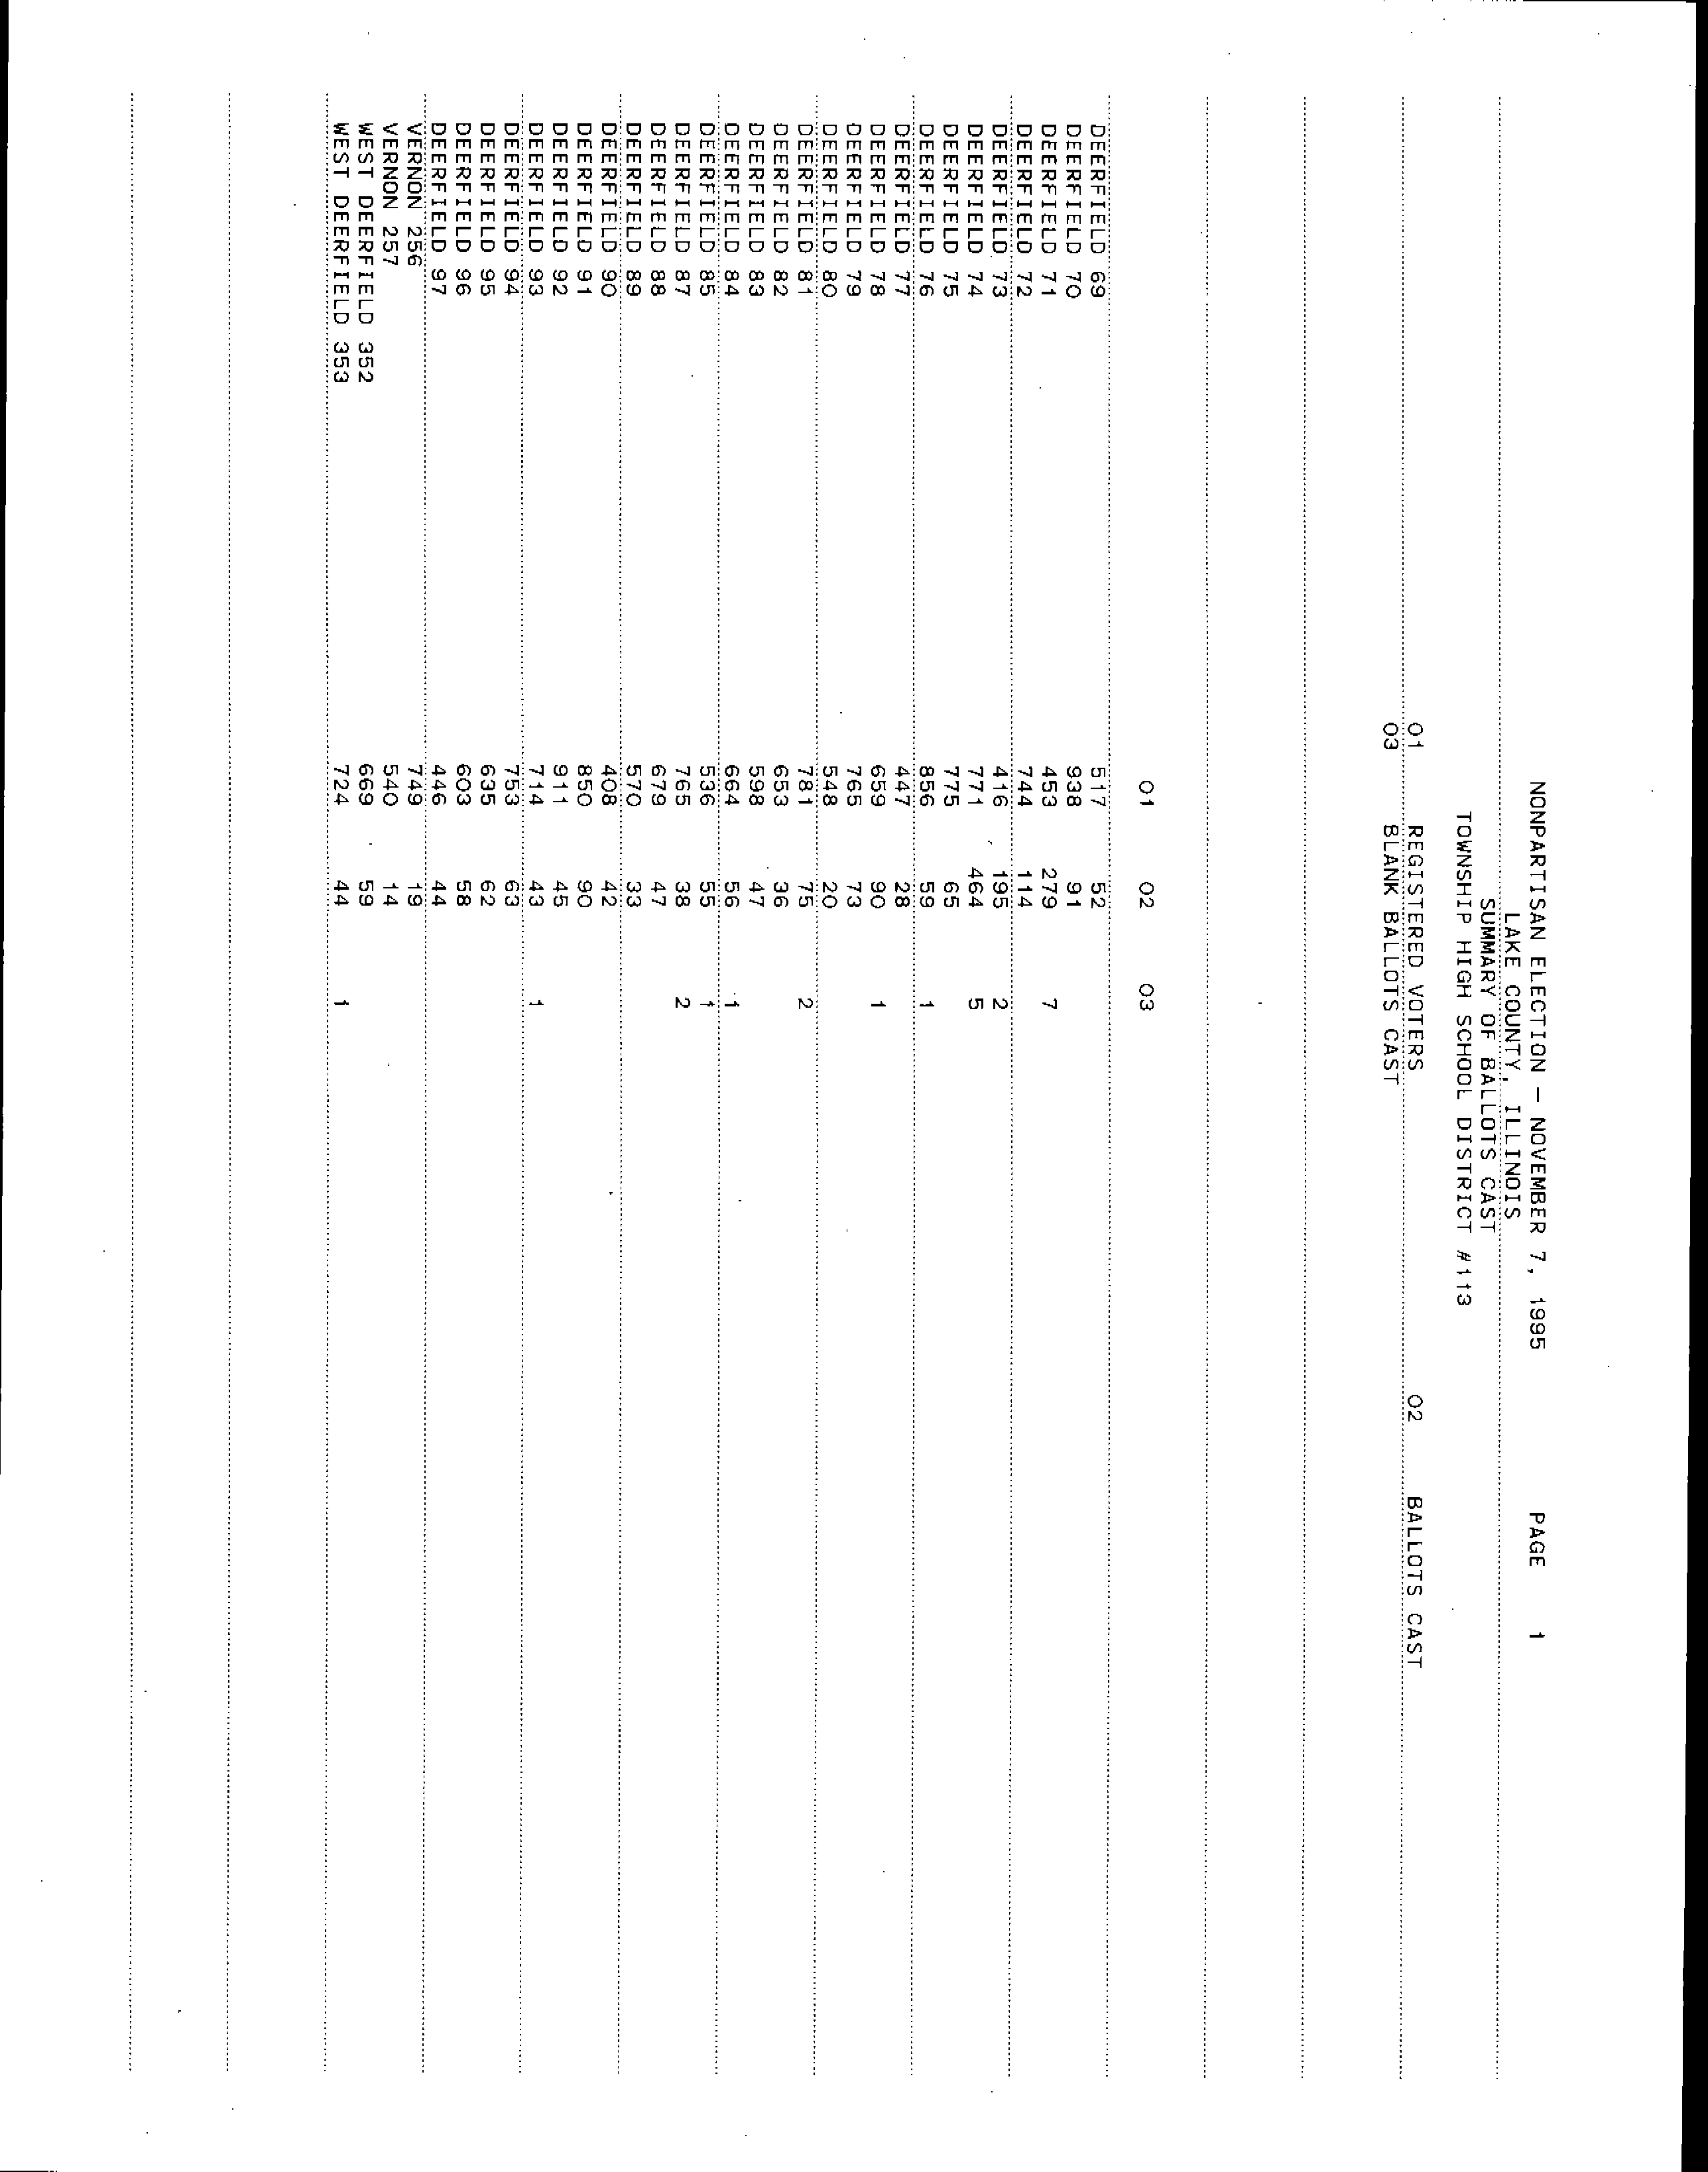 NONPARTISAN ELECTION - NOVEMBER 7, 1995 PAGE 1
LAKE COUNTY, ILLINOIS
SUMMARY OF BALLOTS CAST
TOWNSHIP HIGH SCHOOL DISTRICT #113
01 REGISTERED VOTERS 02 BALLOTS CAST
03 BLANK BALLOTS CAST
01 02 03
DEERFIELD 69 517 52
DEERFIELD 70 938 91
DEERFIELD 71 453 279 7
DEERFIELD 72 744 114
DEERFIELD 73 416 195 2
DEERFIELD 74 771 464 5
DEERFIELD 75 775 65
DEERFIELD 76 856 59 1
DEERFIELD 77 447 28
DEERFIELD 78 659 90 1
DEERFIELD 79 765 73
DEERFIELD 80 548 20
DEERFIELD 81 781 75 2
DEERFIELD 82 653 36
DEERFIELD 83 598 47
DEERFIELD 84 664 56 1
DEERFIELD 85 536 55 1
DEERFIELD 87 765 38 2
DEERFIELD 88 679 47
DEERFIELD 89 570 33
DEERFIELD 90 408 42
DEERFIELD 91 850 90
DEERFIELD 92 911 45
DEERFIELD 93 714 43 1
DEERFIELD 94 753 63
DEERFIELD 95 635 62
DEERFIELD 96 603 58
DEERFIELD 97 446 44
VERNON 256 749 19
VERNON 257 540 14
WEST DEERFIELD 352 669 59
WEST DEERFIELD 353 724 44 1